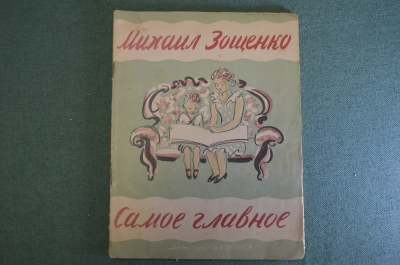 Михаил Зощенко
Самое главное